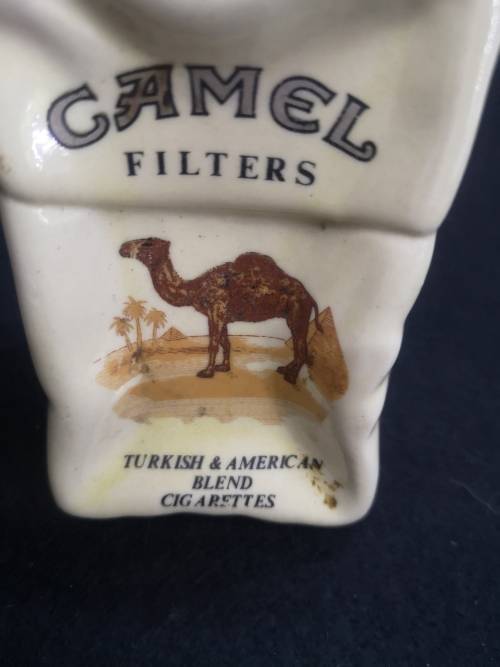 CAMEL
FILTERS
TURKISH & AMERICAN
BLEND
CIGARETTES